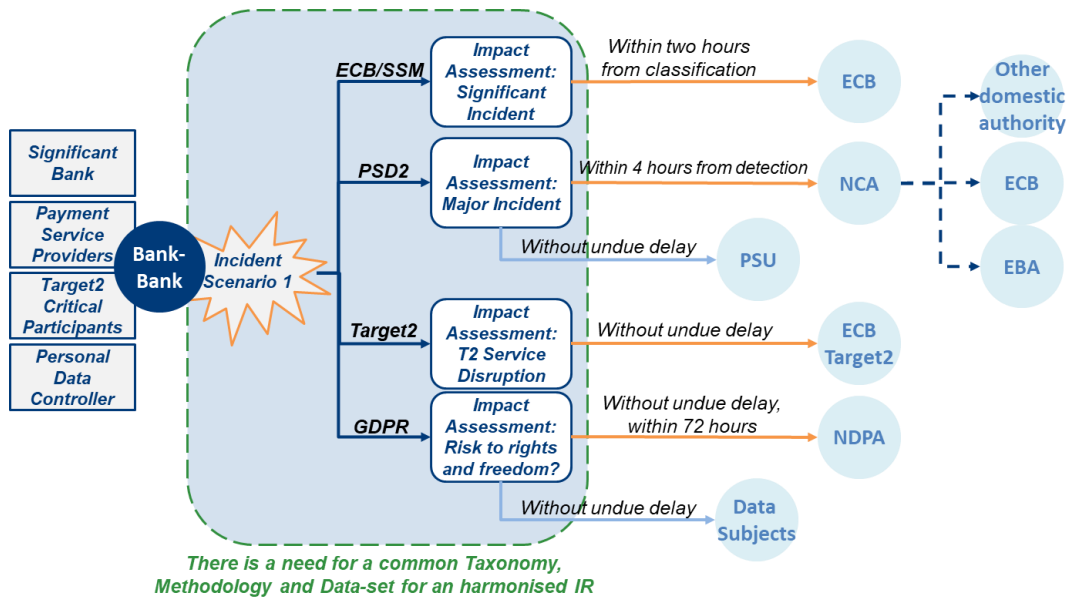 Significant
Bank
Payment
Service
Providers
Target2
Critical
Participants
Personal
Data
Controller
Bank-
Bank
Incident
Scenario 1
ECB/SSM
Impact
Assessment:
Significant
Incident
Within two hours
from classification
ECB
PSD2
Impact
Assessment:
Major Incident
Within 4 hours from detection
NCA
Other
domestic
authority
ECB
EBA
Without undue delay
PSU
Target2
Impact
Assessment:
T2 Service
Disruption
Without undue delay
ECB
Target2
GDPR
Impact
Assessment:
Risk to rights
and freedom?
Without undue delay,
within 72 hours
NDPA
Without undue delay
Data
Subjects
There is a need for a common Taxonomy,
Methodology and Data-set for an harmonised IR